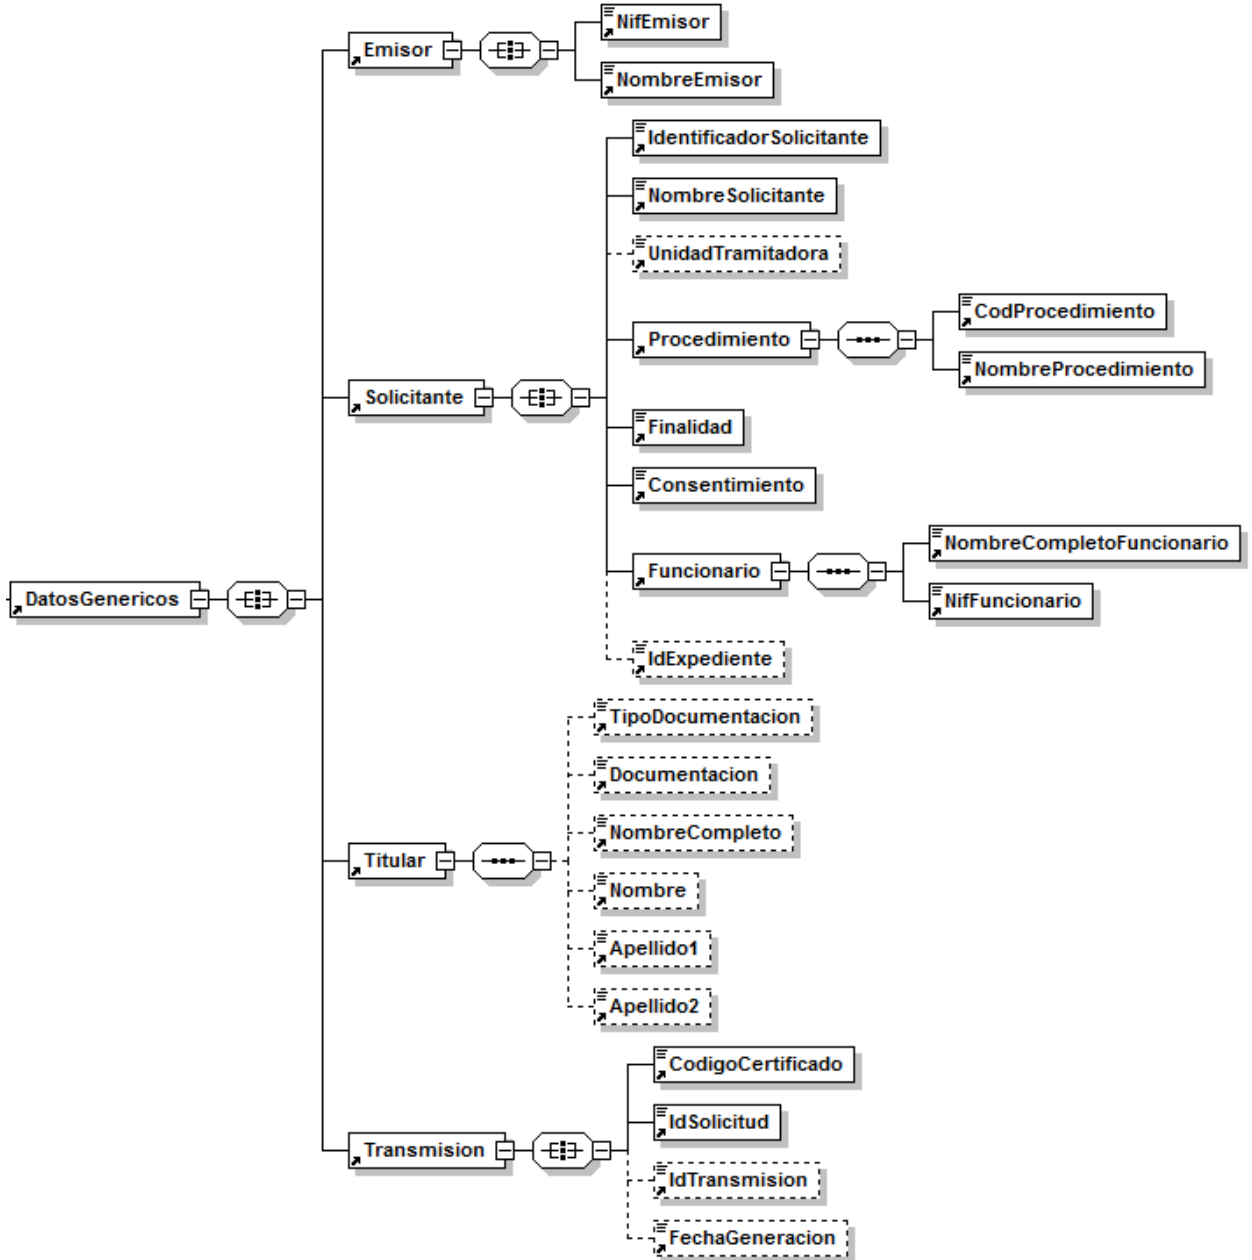 NifEmisor
Emisor
NombreEmisor
IdentificadorSolicitante
NombreSolicitante
UnidadTramitadora
CodProcedimiento
Procedimiento
NombreProcedimiento
Solicitante
Finalidad
Consentimiento
NombreCompletoFuncionario
Funcionario
DatosGenericos
NifFuncionario
IdExpediente
TipoDocumentacion
Documentacion
NombreCompleto
Titular
Nombre
Apellido1
Apellido2
CodigoCertificado
IdSolicitud
Transmision
IdTransmision
FechaGeneracion